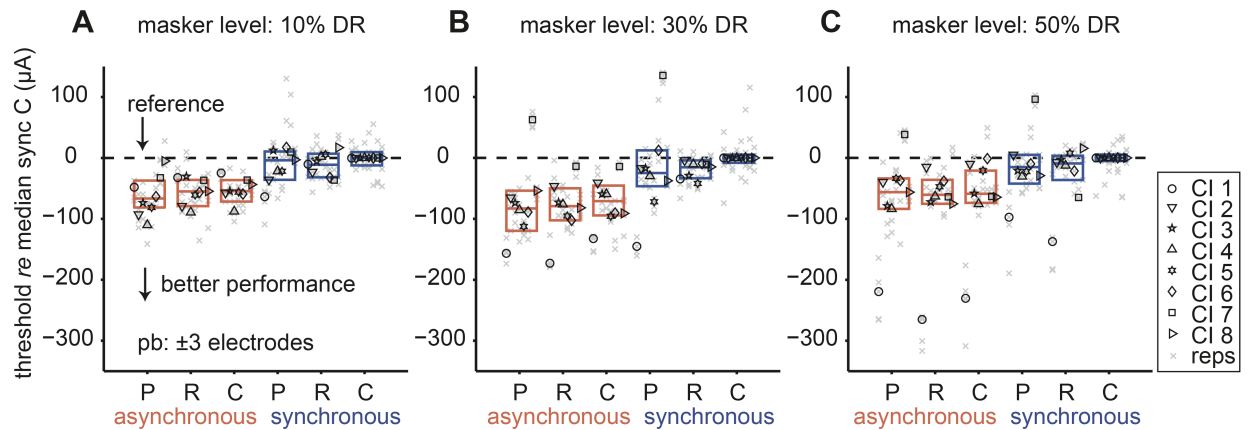 A masker level: 10% DR
B masker level: 30% DR
C masker level: 50% DR
threshold re median sync C (µA)
100
0
−100
−200
−300
reference
better performance
pb: ±3 electrodes
P R C P R C
asynchronous synchronous
100
0
−100
−200
−300
P R C P R C
asynchronous synchronous
100
0
−100
−200
−300
P R C P R C
asynchronous synchronous
CI 1
CI 2
CI 3
CI 4
CI 5
CI 6
CI 7
CI 8
reps